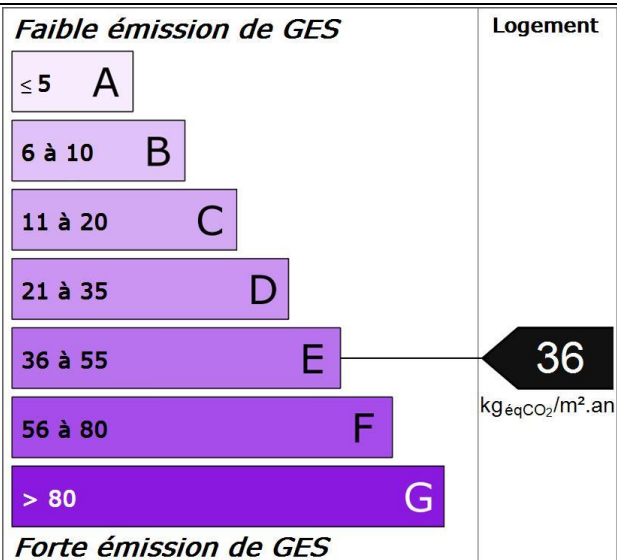 Faible émission de GES
Logement
≤ 5 A
6 à 10 B
11 à 20 C
21 à 35 D
36 à 55 E
36
kgéqCO₂/m².an
56 à 80 F
> 80 G
Forte émission de GES